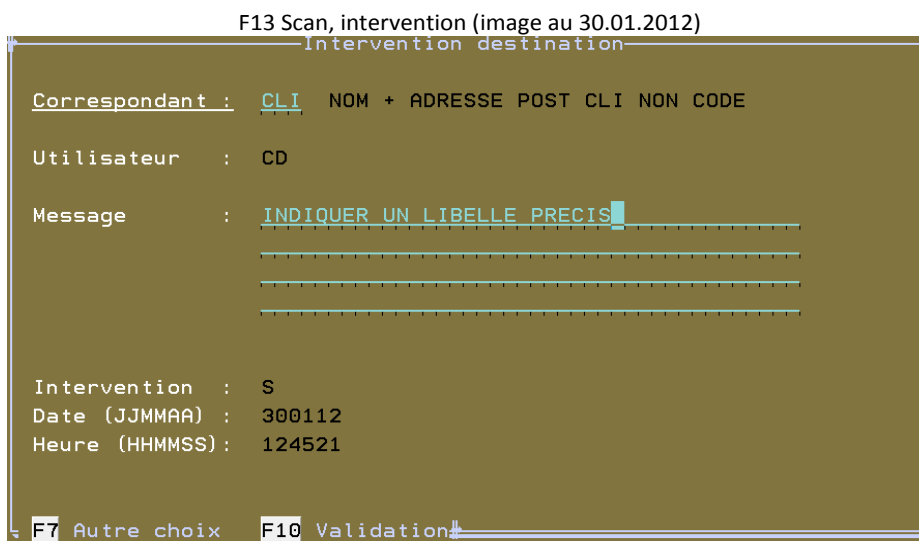 F13 Scan, intervention (image au 30.01.2012)
Intervention destination
Correspondant : CLI NOM + ADRESSE POST CLI NON CODE
Utilisateur : CD
Message : INDIQUER UN LIBELLE PRECIS
Intervention : S
Date (JJMMAA) : 300112
Heure (HHMMSS): 124521
F7 Autre choix F10 Validation